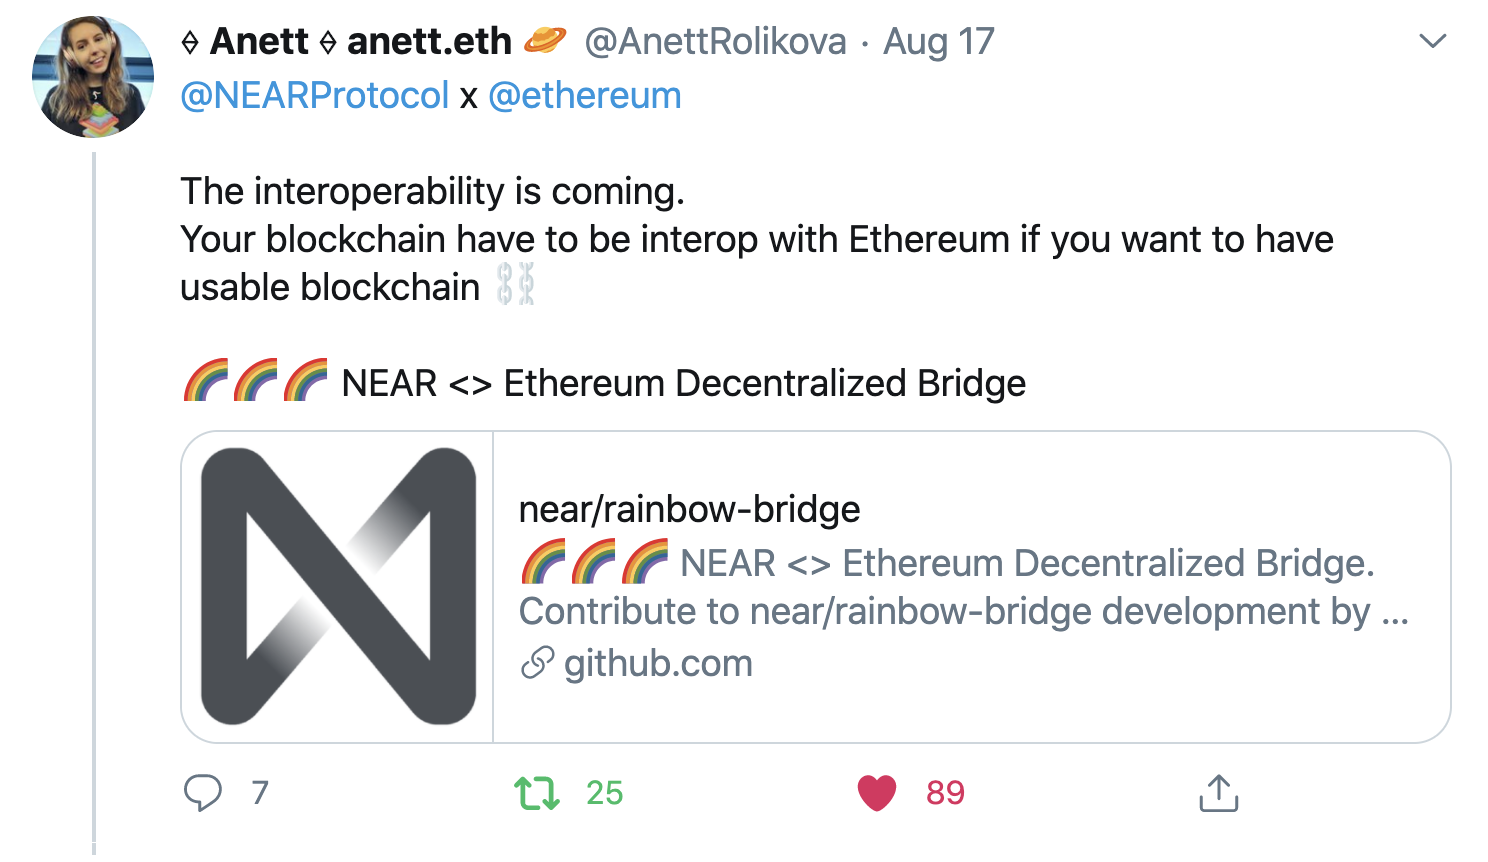 ⟠ Anett ⟠ anett.eth 🪐 @AnettRolikova · Aug 17
@NEARProtocol x @ethereum
The interoperability is coming.
Your blockchain have to be interop with Ethereum if you want to have
usable blockchain ⛓️
🌈🌈🌈 NEAR <> Ethereum Decentralized Bridge
near/rainbow-bridge
🌈🌈🌈 NEAR <> Ethereum Decentralized Bridge.
Contribute to near/rainbow-bridge development by ...
github.com
7 25 89